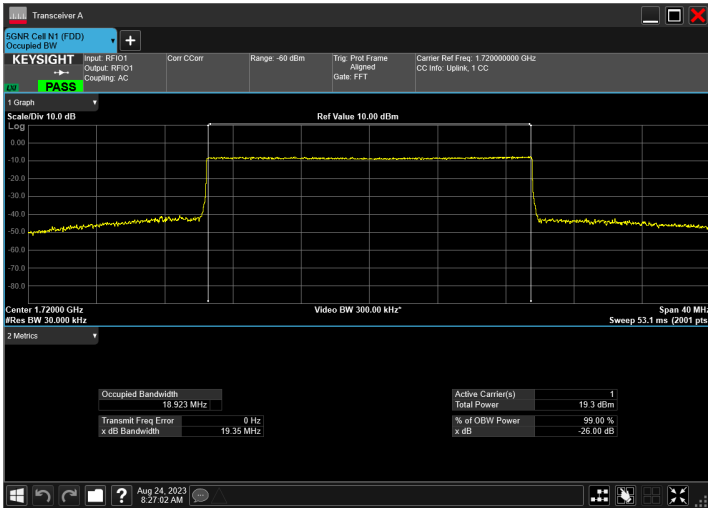 Transceiver A
5GNR Cell N1 (FDD)
Occupied BW
KEYSIGHT
LXI
PASS
Input: RFIO1
Output: RFIO1
Coupling: AC
Corr CCorr
Range: -60 dBm
Trig: Prot Frame
Aligned
Gate: FFT
Carrier Ref Freq: 1.720000000 GHz
CC Info: Uplink, 1 CC
1 Graph
Scale/Div 10.0 dB
Ref Value 10.00 dBm
Log
0.00
-10.0
-20.0
-30.0
-40.0
-50.0
-60.0
-70.0
-80.0
Center 1.72000 GHz
Video BW 300.00 kHz*
Span 40 MHz
#Res BW 30.000 kHz
Sweep 53.1 ms (2001 pts
2 Metrics
Occupied Bandwidth
18.923 MHz
Transmit Freq Error 0 Hz
x dB Bandwidth 19.35 MHz
Active Carrier(s) 1
Total Power 19.3 dBm
% of OBW Power 99.00 %
x dB -26.00 dB
Aug 24, 2023
8:27:02 AM